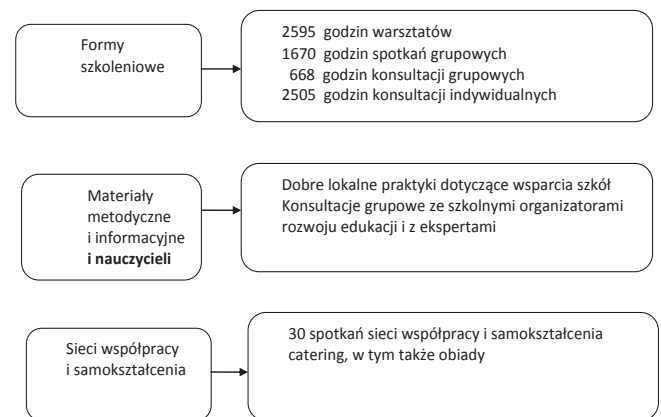 Formy
szkoleniowe
2595 godzin warsztatów
1670 godzin spotkań grupowych
668 godzin konsultacji grupowych
2505 godzin konsultacji indywidualnych
Materiały
metodyczne
i informacyjne
i nauczycieli
Dobre lokalne praktyki dotyczące wsparcia szkół
Konsultacje grupowe ze szkolnymi organizatorami
rozwoju edukacji i z ekspertami
Sieci współpracy
i samokształcenia
30 spotkań sieci współpracy i samokształcenia
catering, w tym także obiady